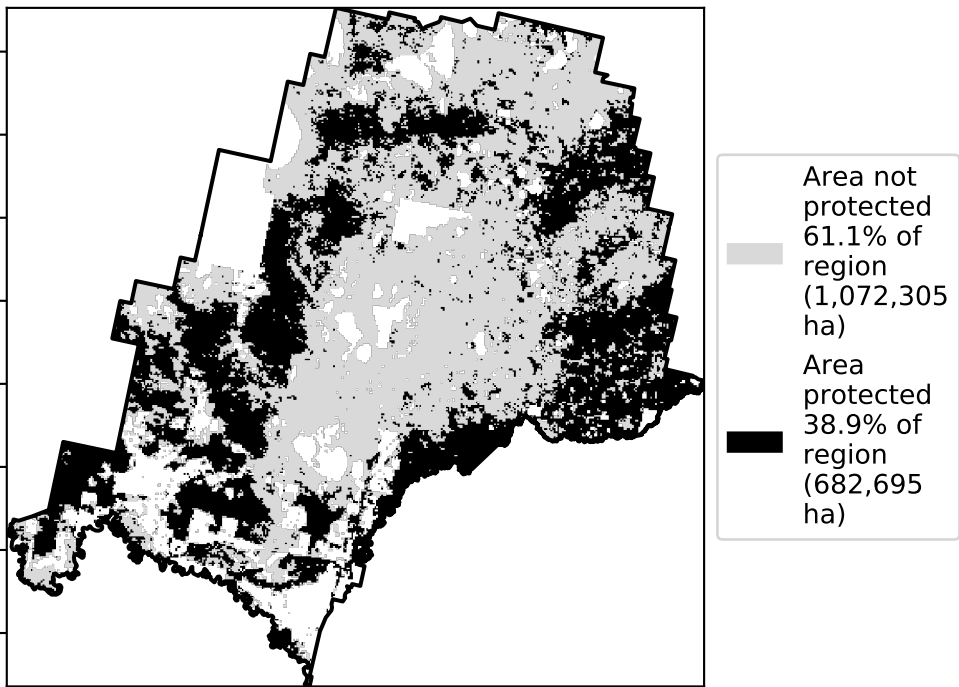 Area not
protected
61.1% of
region
(1,072,305
ha)
Area
protected
38.9% of
region
(682,695
ha)